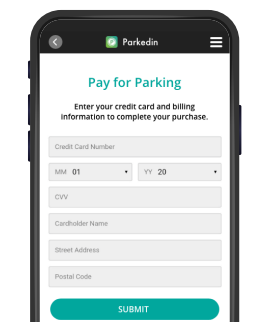 Parkedin
Pay for Parking
Enter your credit card and billing
information to complete your purchase.
Credit Card Number
MM 01 YY 20
CVV
Cardholder Name
Street Address
Postal Code
SUBMIT